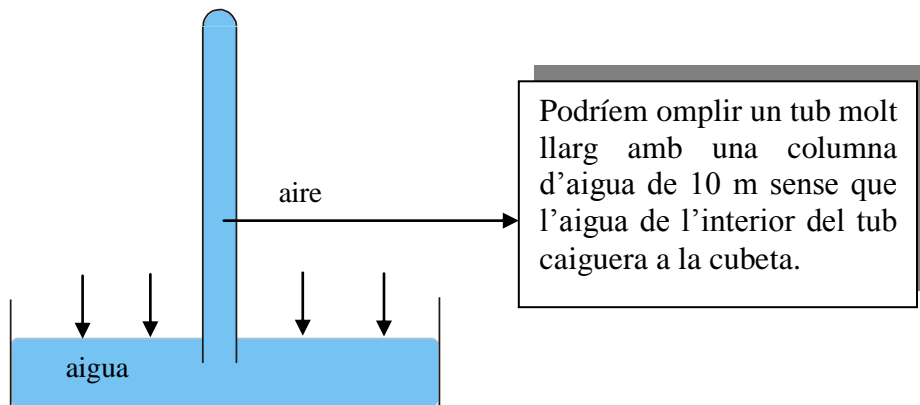 Podríem omplir un tub molt
llarg amb una columna
d’aigua de 10 m sense que
l’aigua de l’interior del tub
caiguera a la cubeta.
aire
aigua